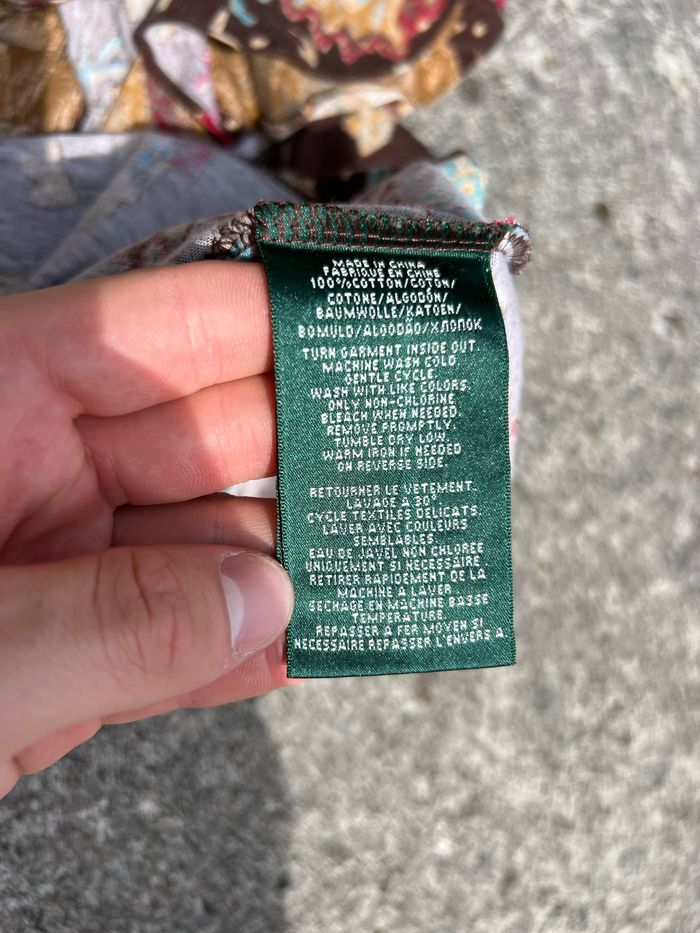 MADE IN CHINA
FABRIQUE EN CHINE
100%COTTON/COTON/
COTONE/ALGODÓN/
BAUMWOLLE/KATOEN/
BOMULD/ALGODÃO/ХЛОПОК
TURN GARMENT INSIDE OUT
MACHINE WASH COLD
GENTLE CYCLE.
WASH WITH LIKE COLORS.
ONLY NON-CHLORINE
BLEACH WHEN NEEDED.
REMOVE PROMPTLY.
TUMBLE DRY LOW.
WARM IRON IF NEEDED
ON REVERSE SIDE.
RETOURNER LE VETEMENT.
LAVAGE A 30°
CYCLE TEXTILES DELICATS.
LAVER AVEC COULEURS
SEMBLABLES.
EAU DE JAVEL NON CHLOREE
UNIQUEMENT SI NECESSAIRE
RETIRER RAPIDEMENT DE LA
MACHINE A LAVER
SECHAGE EN MACHINE BASSE
TEMPERATURE.
REPASSER A FER MOYEN SI
NECESSAIRE REPASSER L'ENVERS A.